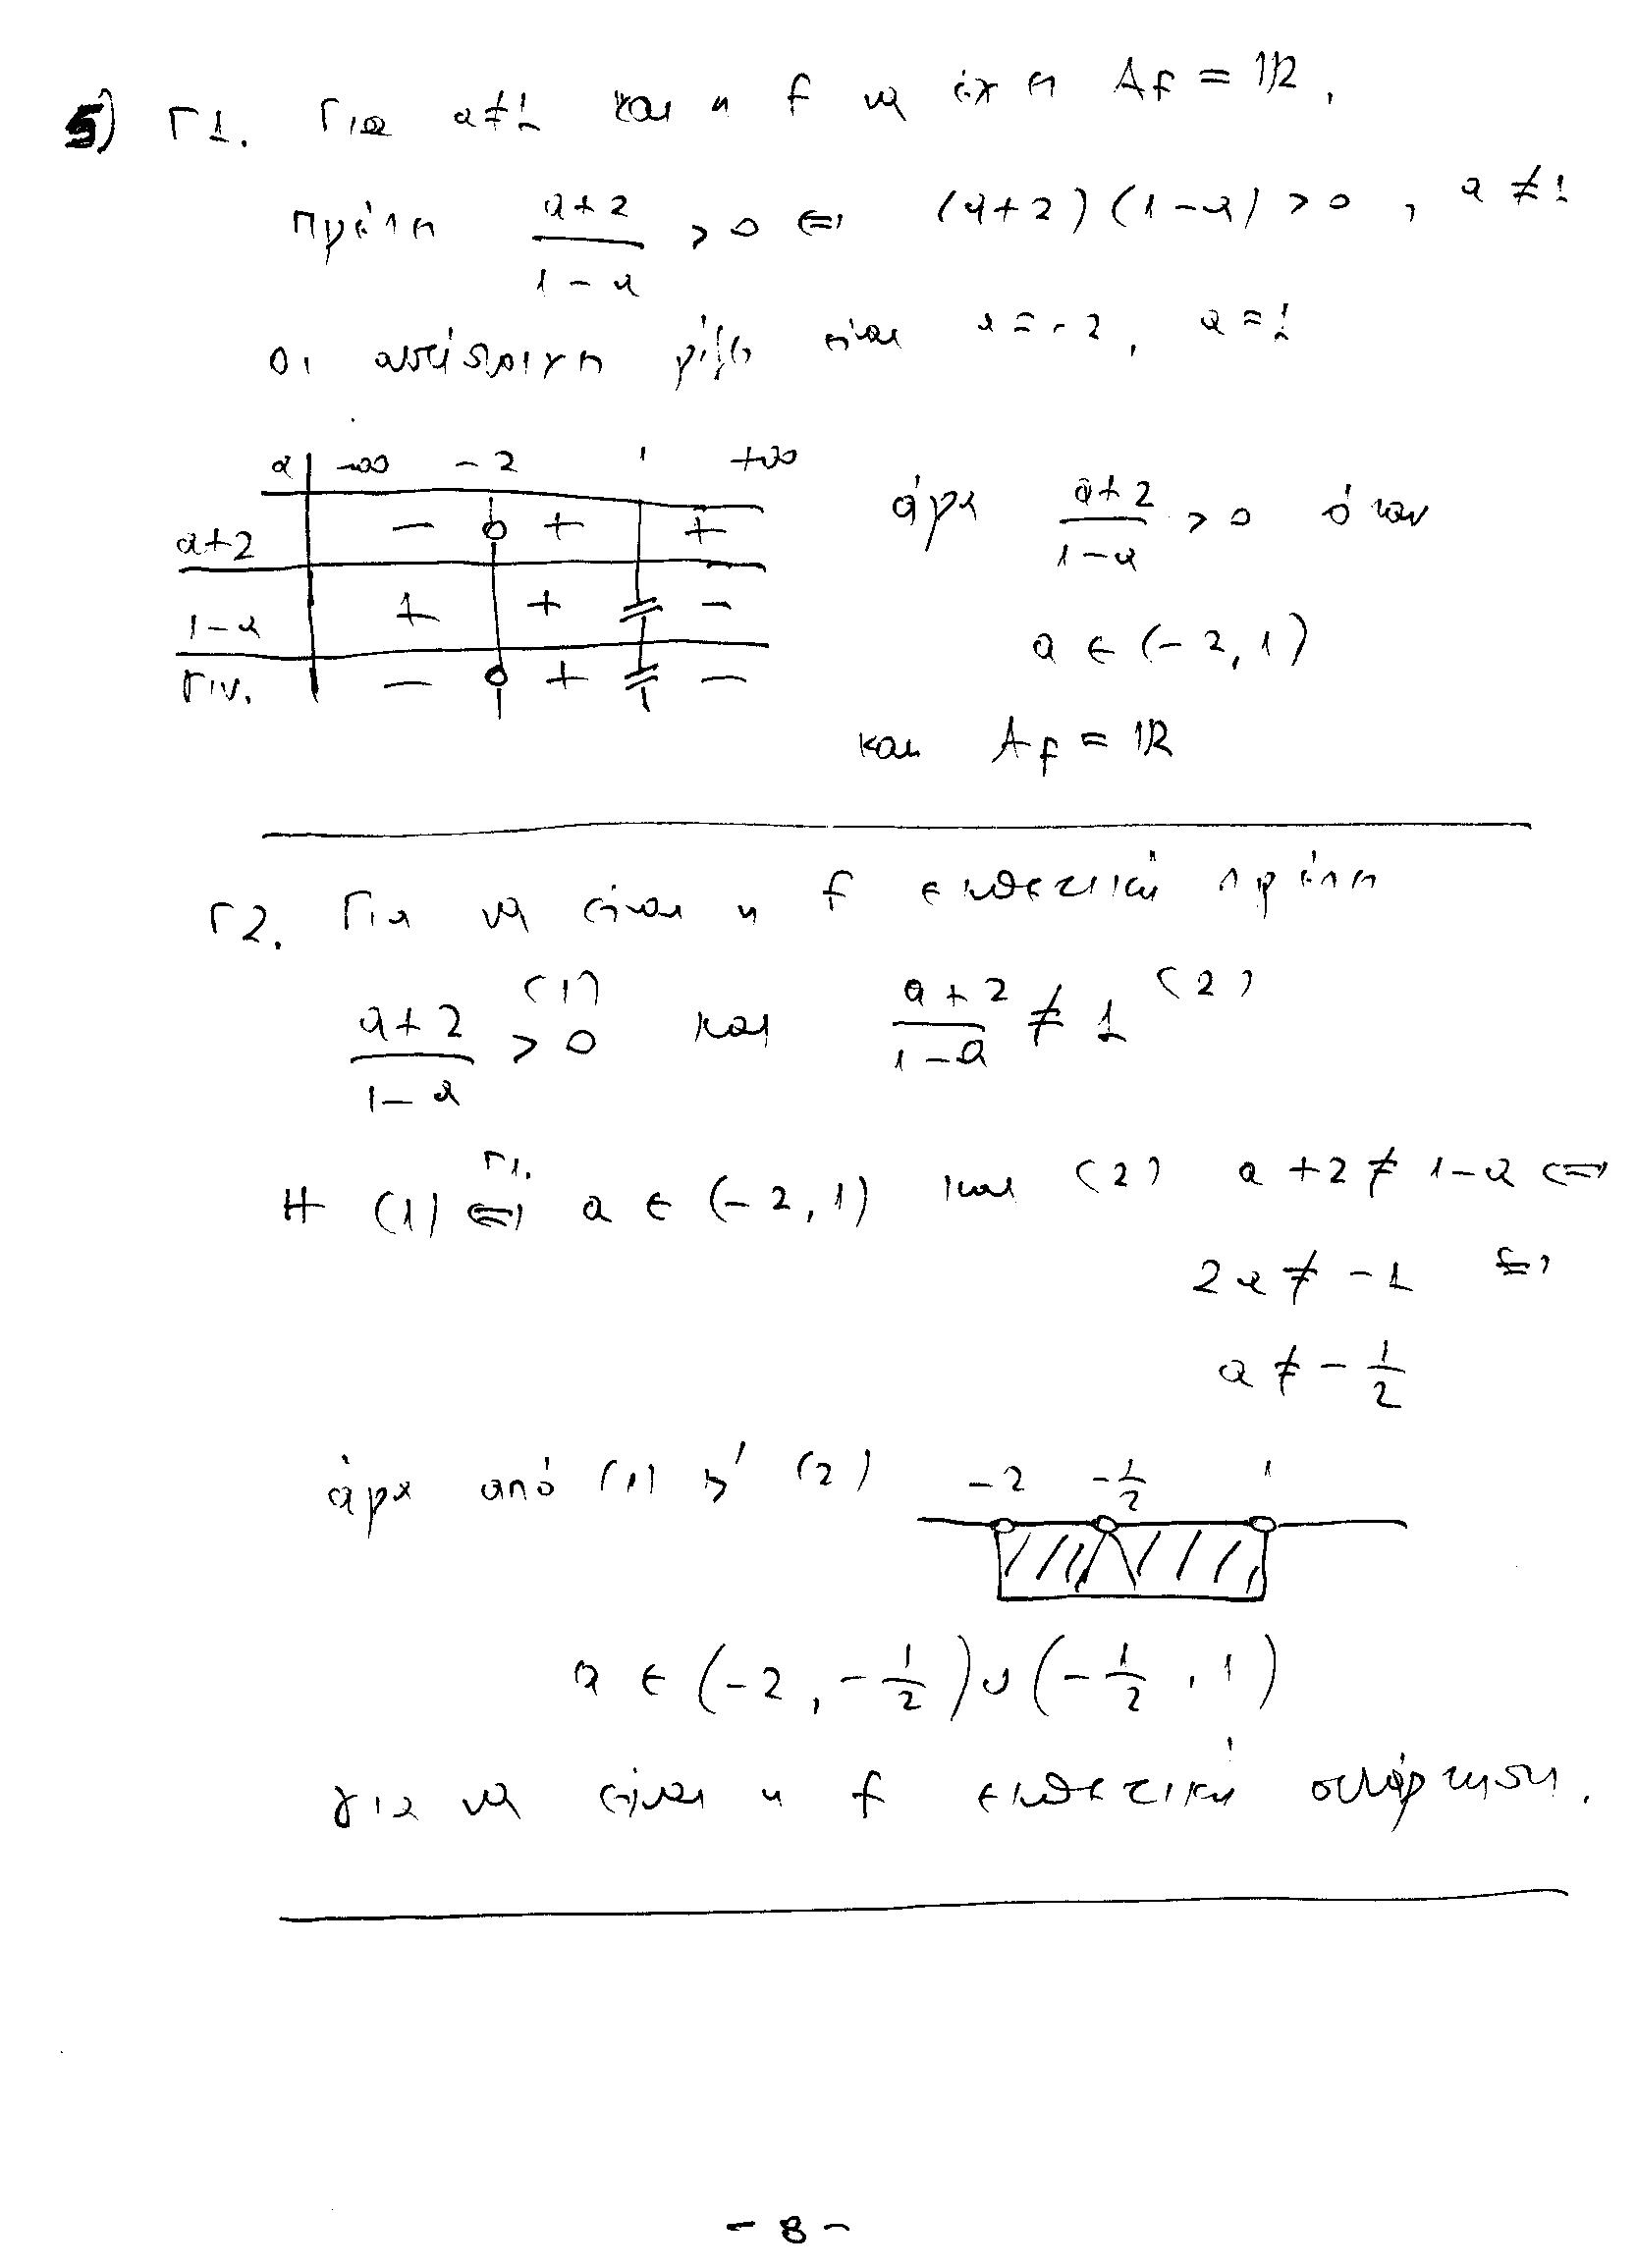 5) Γ1. Για α≠1 και η f να έχει Af = ℝ,
πρέπει (α+2)/(1-α) > 0 ⇔ (α+2)(1-α) > 0, α ≠ 1
οι αντίστοιχη ρίζες είναι α = -2, α = 1
α | -∞ -2 1 +∞
α+2 | - 0 + +
1-α | + + -
Γιν. | - 0 + -
άρα (α+2)/(1-α) > 0 όταν
α ∈ (-2, 1)
και Af = ℝ
Γ2. Για να είναι η f εκθετική πρέπει
(α+2)/(1-α) > 0 (1) και (α+2)/(1-α) ≠ 1 (2)
Η (1) ⇔ Γ1. α ∈ (-2, 1) και (2) α+2 ≠ 1-α ⇔
2α ≠ -1 ⇔
α ≠ -1/2
άρα από (1) κ' (2) -2 -1/2 1
α ∈ (-2, -1/2) ∪ (-1/2, 1)
για να είναι η f εκθετική συνάρτηση.
- 8 -